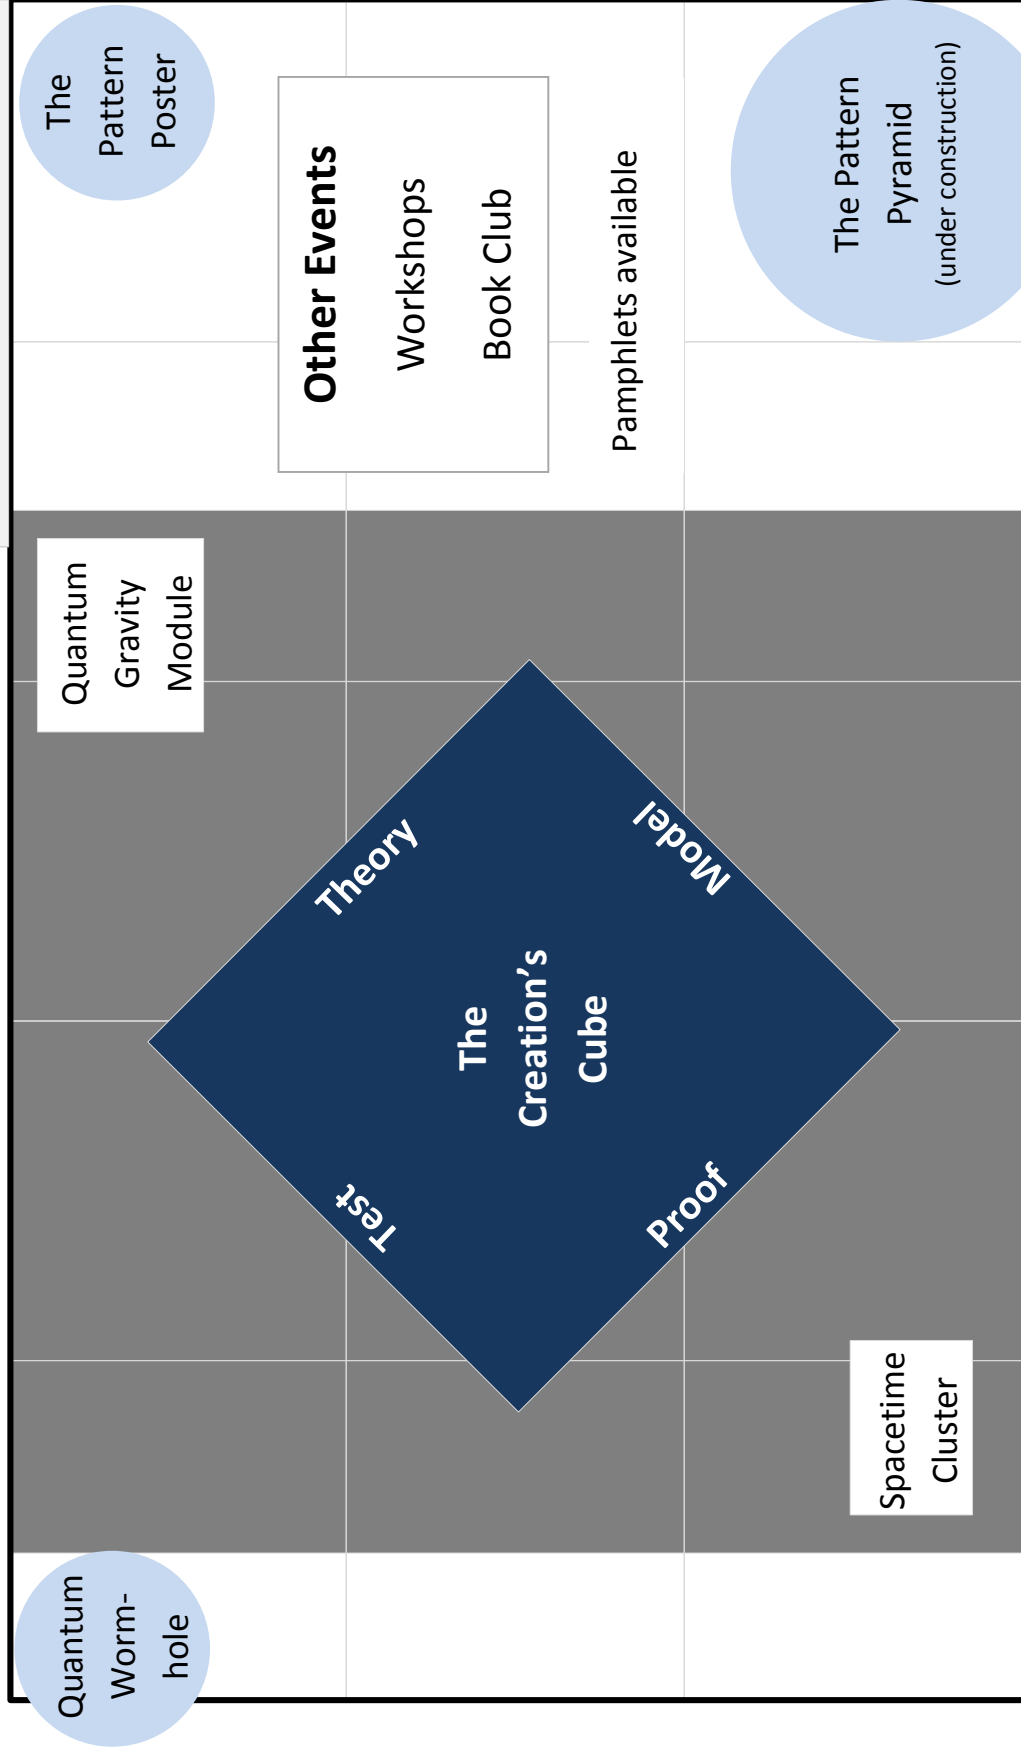 Quantum
Worm-
hole
Quantum
Gravity
Module
The
Pattern
Poster
Test
Theory
The
Creation's
Cube
Proof
Model
Other Events
Workshops
Book Club
Pamphlets available
Spacetime
Cluster
The Pattern
Pyramid
(under construction)